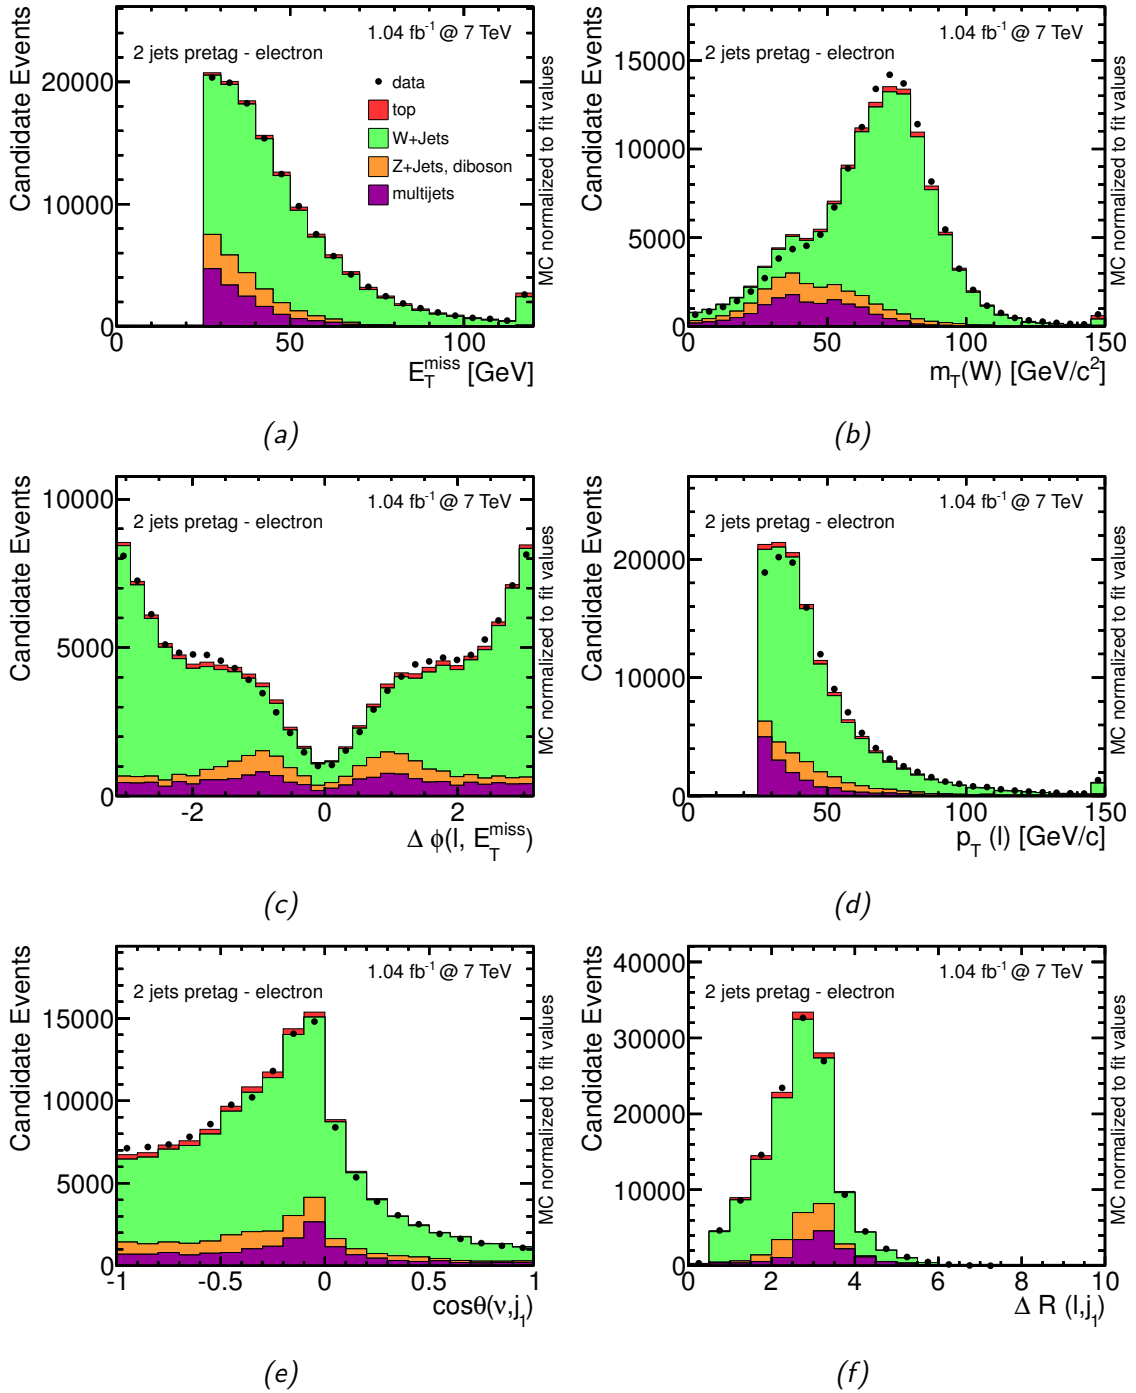 Candidate Events
20000
10000
0
2 jets pretag - electron
1.04 fb⁻¹ @ 7 TeV
data
top
W+Jets
Z+Jets, diboson
multijets
MC normalized to fit values
0 50 100
E_T^miss [GeV]
(a)
Candidate Events
15000
10000
5000
0
2 jets pretag - electron
1.04 fb⁻¹ @ 7 TeV
MC normalized to fit values
0 50 100 150
m_T(W) [GeV/c²]
(b)
Candidate Events
10000
5000
0
2 jets pretag - electron
1.04 fb⁻¹ @ 7 TeV
MC normalized to fit values
-2 0 2
Δ ϕ(l, E_T^miss)
(c)
Candidate Events
20000
10000
0
2 jets pretag - electron
1.04 fb⁻¹ @ 7 TeV
MC normalized to fit values
0 50 100 150
p_T (l) [GeV/c]
(d)
Candidate Events
15000
10000
5000
0
2 jets pretag - electron
1.04 fb⁻¹ @ 7 TeV
MC normalized to fit values
-1 -0.5 0 0.5 1
cosθ(ν,j₁)
(e)
Candidate Events
40000
30000
20000
10000
0
2 jets pretag - electron
1.04 fb⁻¹ @ 7 TeV
MC normalized to fit values
0 2 4 6 8 10
Δ R (l,j₁)
(f)